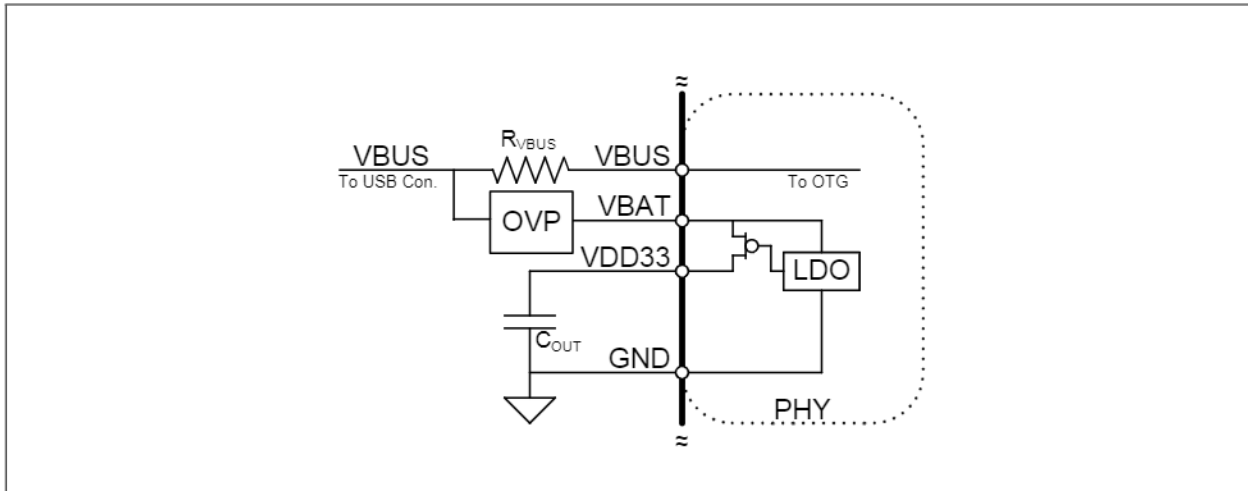 R_VBUS
VBUS VBUS
To USB Con. To OTG
OVP VBAT
VDD33 LDO
C_OUT
GND
PHY